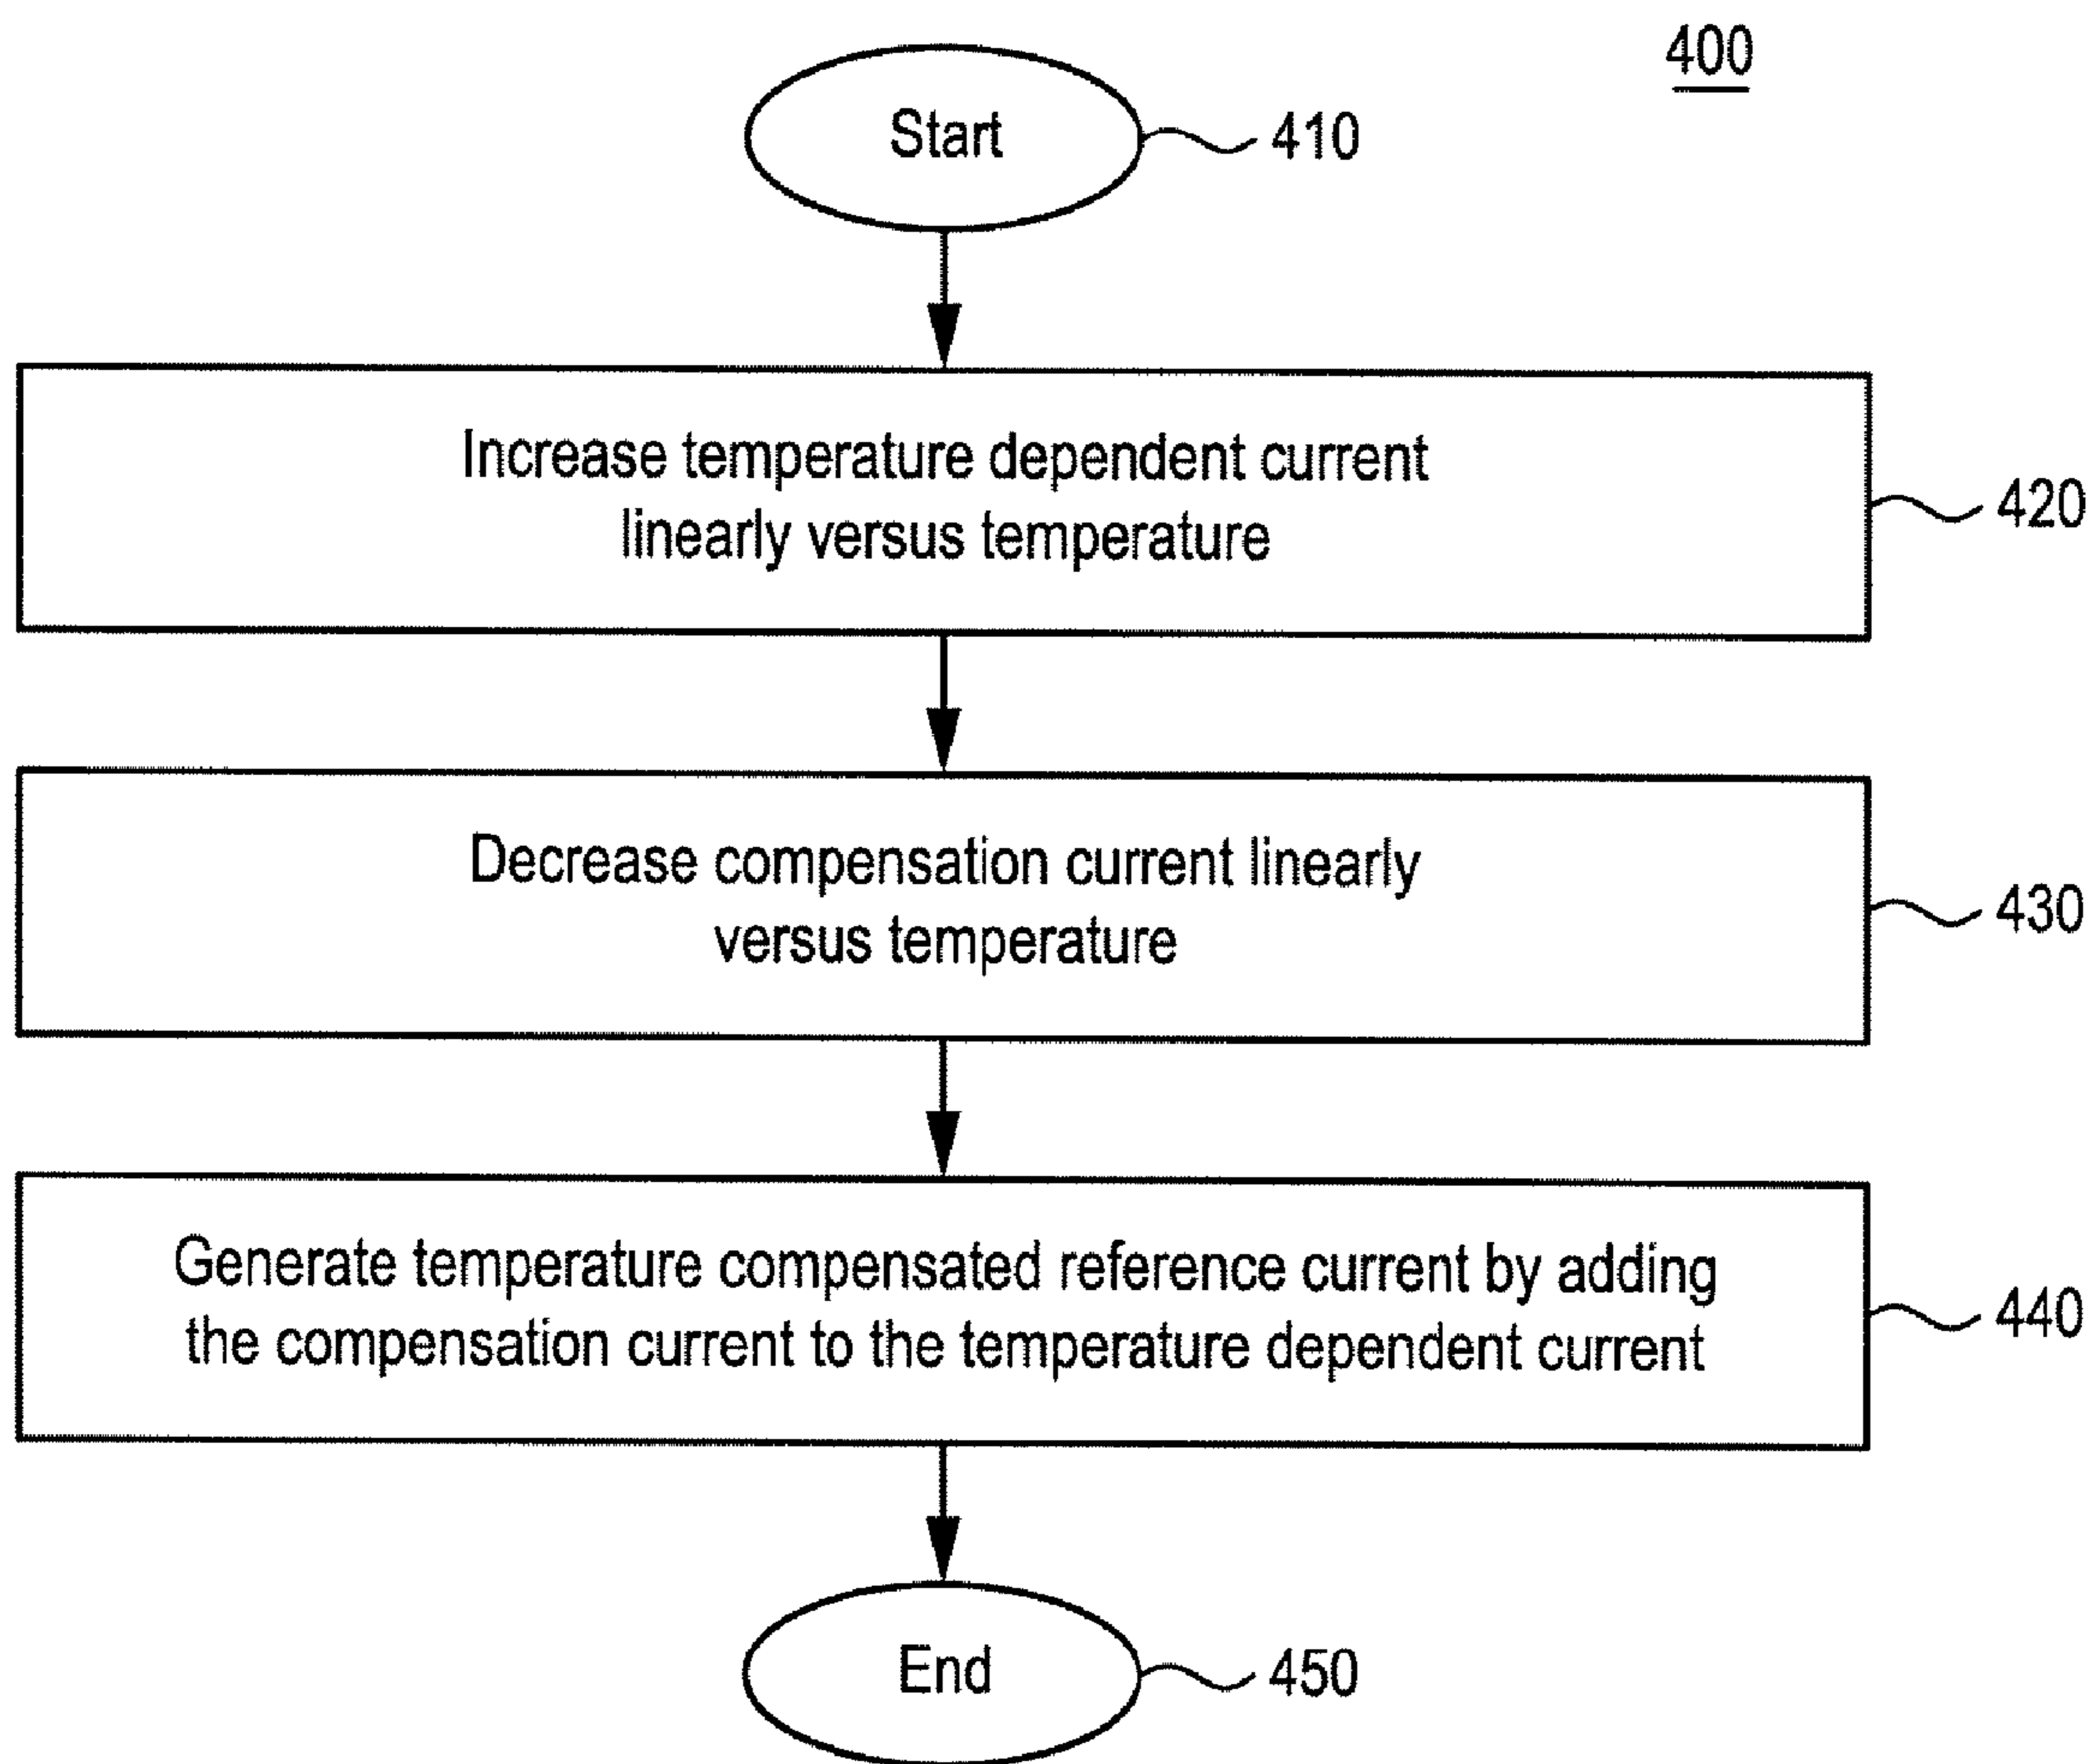 400
Start
410
Increase temperature dependent current
linearly versus temperature
420
Decrease compensation current linearly
versus temperature
430
Generate temperature compensated reference current by adding
the compensation current to the temperature dependent current
440
End
450